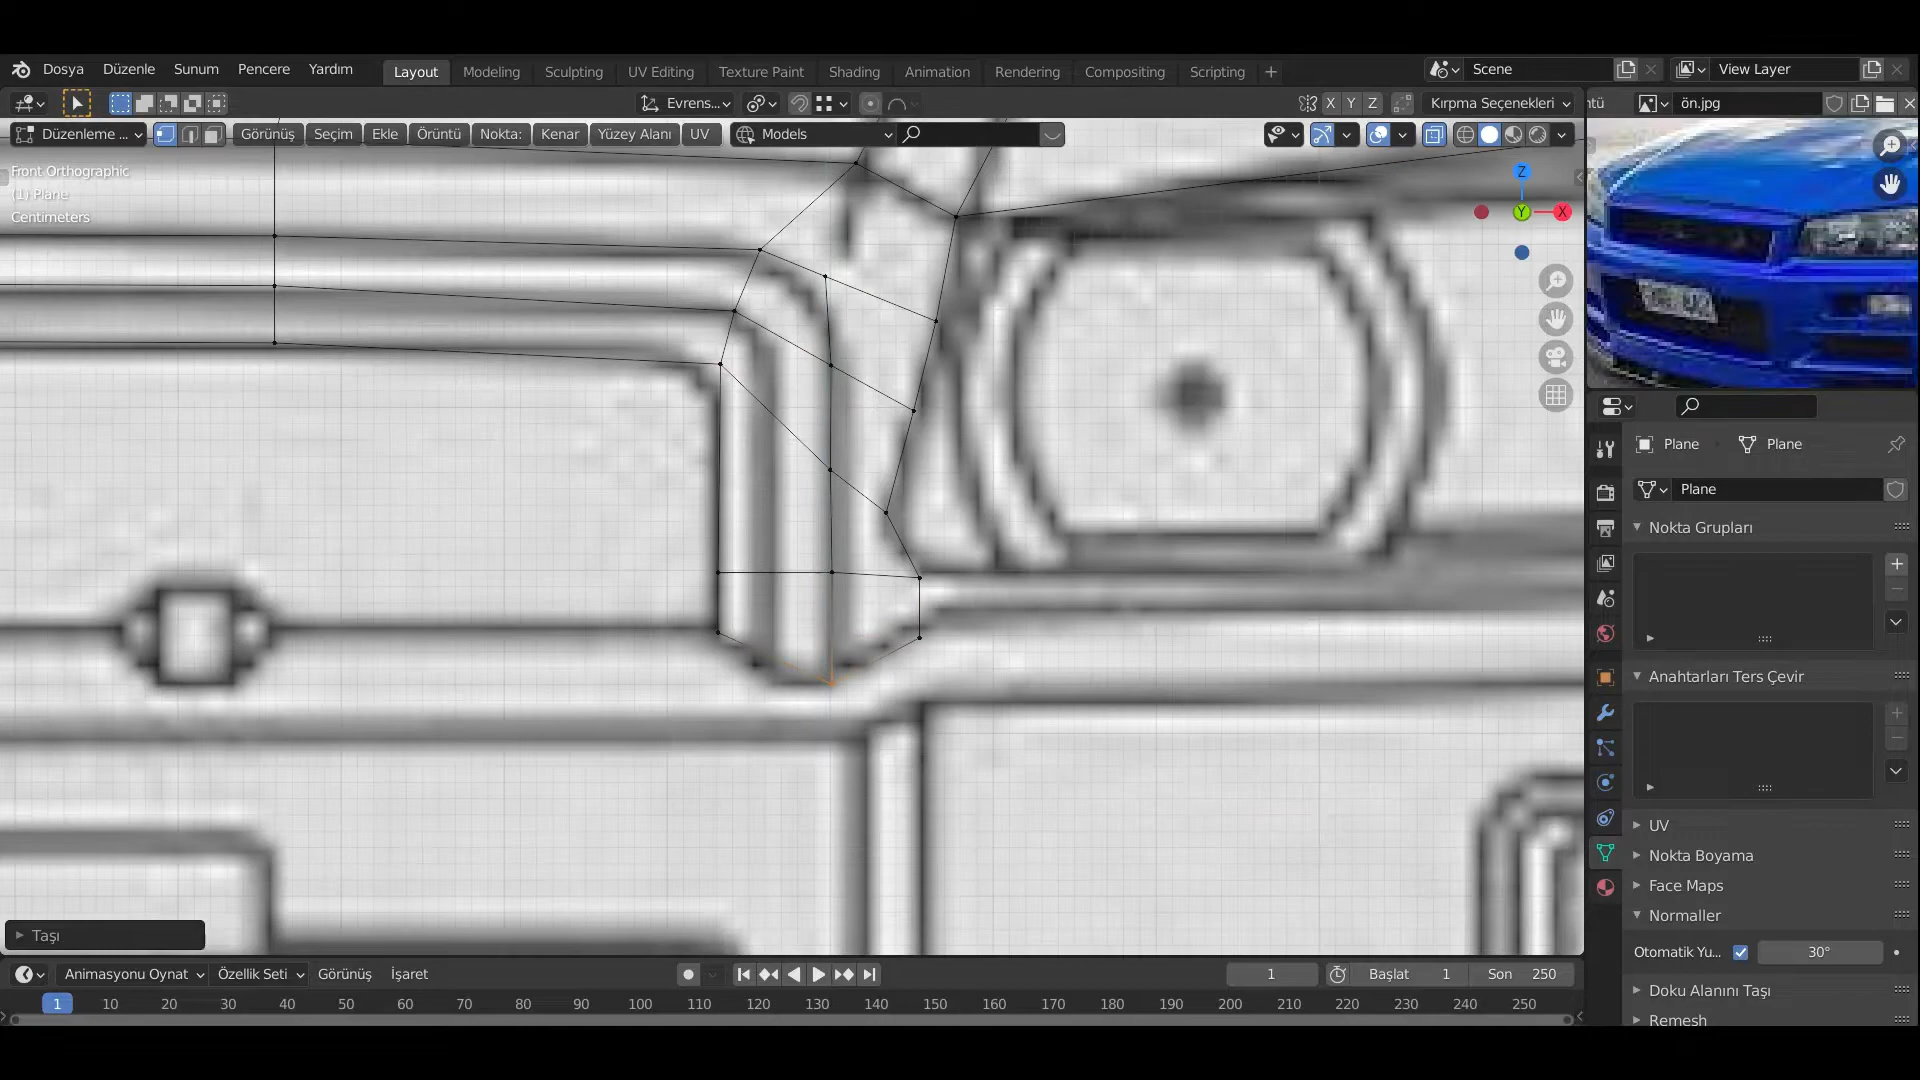 Dosya Düzenle Sunum Pencere Yardım Layout Modeling Sculpting UV Editing Texture Paint Shading Animation Rendering Compositing Scripting + Scene View Layer
Evrens... X Y Z Kırpma Seçenekleri ntü ön.jpg
Düzenleme ... Görünüş Seçim Ekle Örüntü Nokta: Kenar Yüzey Alanı UV Models
Front Orthographic
(1) Plane
Centimeters
Z
Y
X
Plane Plane
Plane
Nokta Grupları
Anahtarları Ters Çevir
UV
Nokta Boyama
Face Maps
Normaller
Otomatik Yu... 30°
Doku Alanını Taşı
Remesh
Taşı
Animasyonu Oynat Özellik Seti Görünüş İşaret 1 Başlat 1 Son 250
1 10 20 30 40 50 60 70 80 90 100 110 120 130 140 150 160 170 180 190 200 210 220 230 240 250